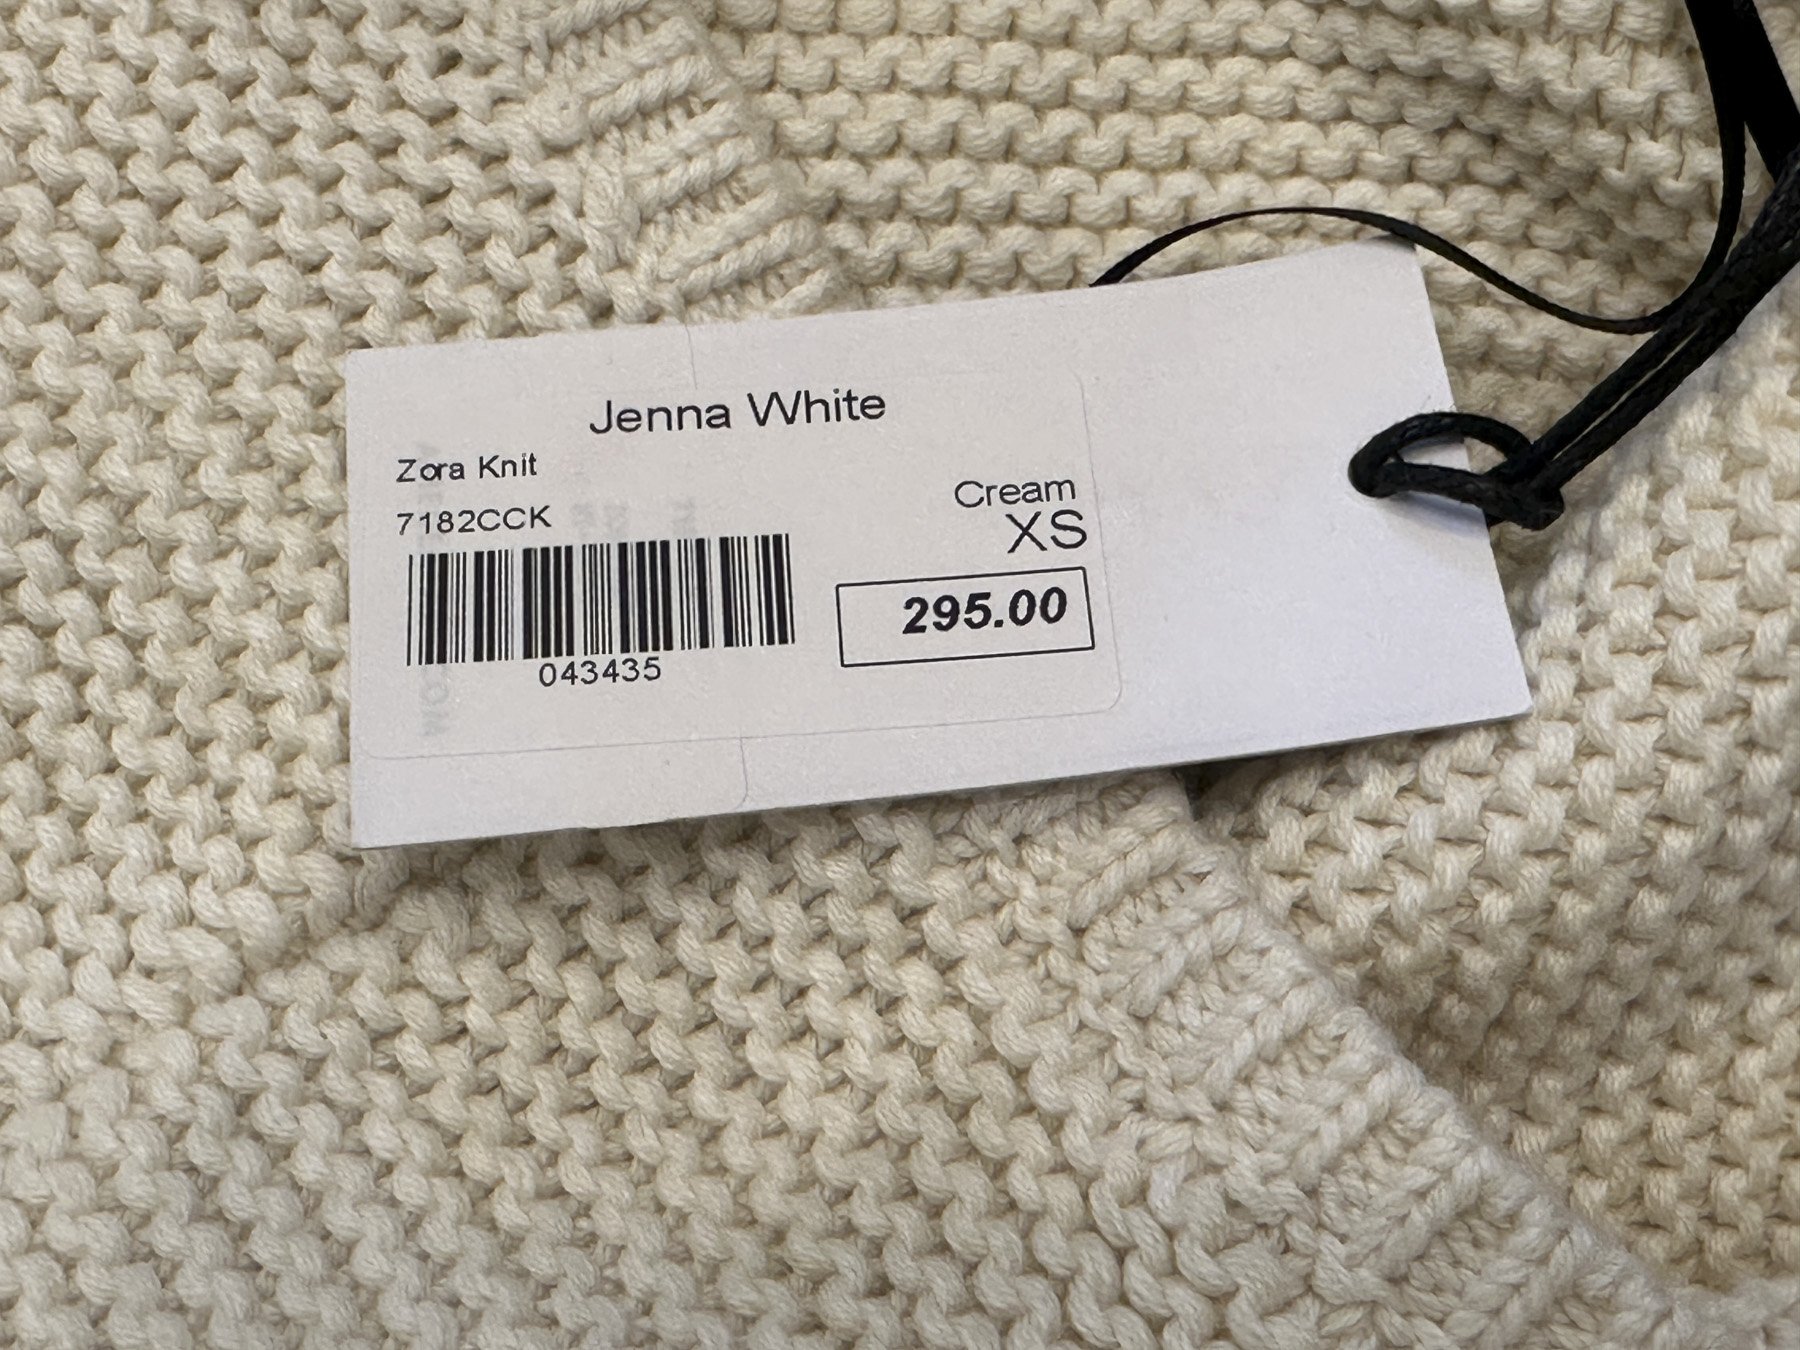 Jenna White
Zora Knit
7182CCK
Cream
XS
295.00
043435